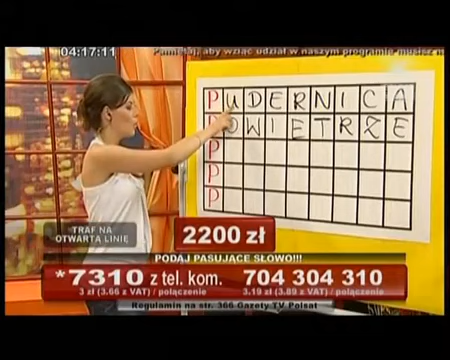 04:17:11 Pamiętaj, aby wziąć udział w naszym programie musisz
PUDERNICA
POWIETRZE
P
P
P
TRAF NA
OTWARTĄ LINIĘ
2200 zł
PODAJ PASUJĄCE SŁOWO!!!
*7310 z tel. kom. 704 304 310
3 zł (3.66 z VAT) / połączenie 3.19 zł (3.89 z VAT) / połączenie
Regulamin na str. 366 Gazety TV Polsat